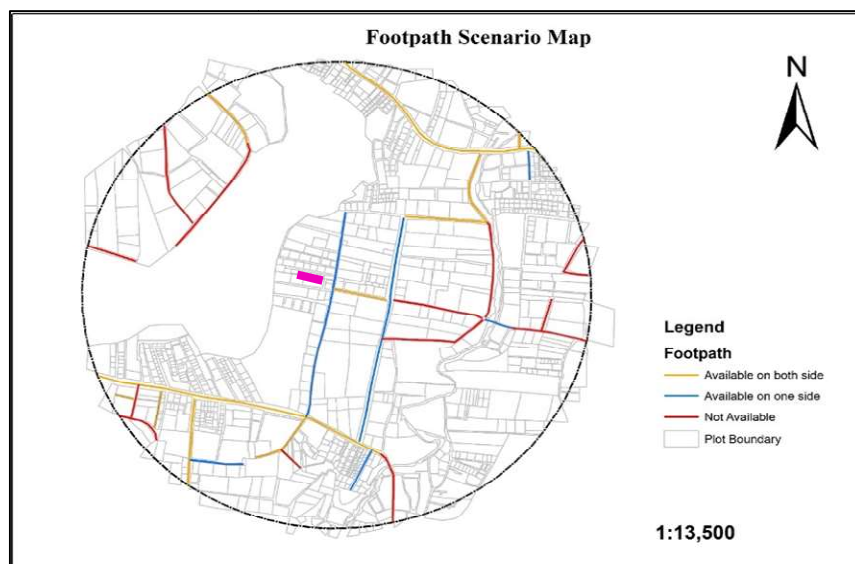 Footpath Scenario Map
N
Legend
Footpath
Available on both side
Available on one side
Not Available
Plot Boundary
1:13,500